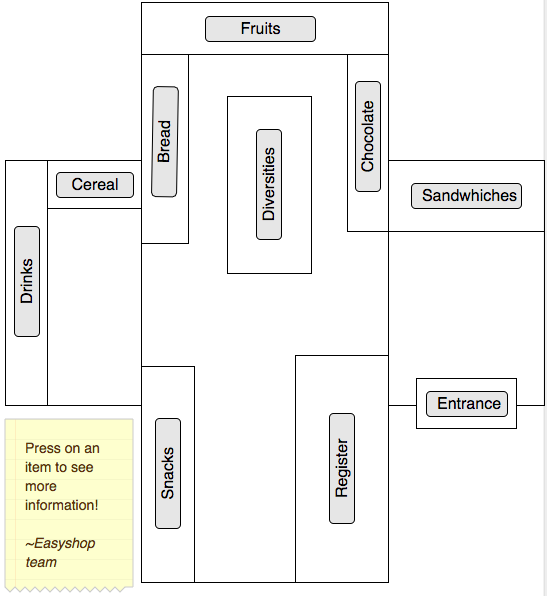 Fruits
Bread
Chocolate
Diversities
Cereal
Sandwhiches
Drinks
Entrance
Snacks
Register
Press on an
item to see
more
information!
~Easyshop
team